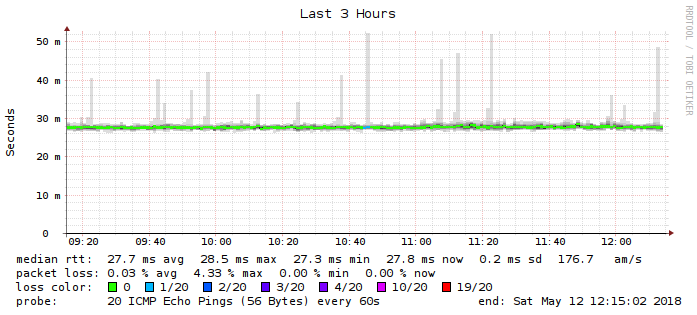 Last 3 Hours
RRDTOOL / TOBI OETIKER
Seconds
50 m
40 m
30 m
20 m
10 m
0
09:20 09:40 10:00 10:20 10:40 11:00 11:20 11:40 12:00
median rtt: 27.7 ms avg 28.5 ms max 27.3 ms min 27.8 ms now 0.2 ms sd 176.7 am/s
packet loss: 0.03 % avg 4.33 % max 0.00 % min 0.00 % now
loss color: 0 1/20 2/20 3/20 4/20 10/20 19/20
probe: 20 ICMP Echo Pings (56 Bytes) every 60s end: Sat May 12 12:15:02 2018